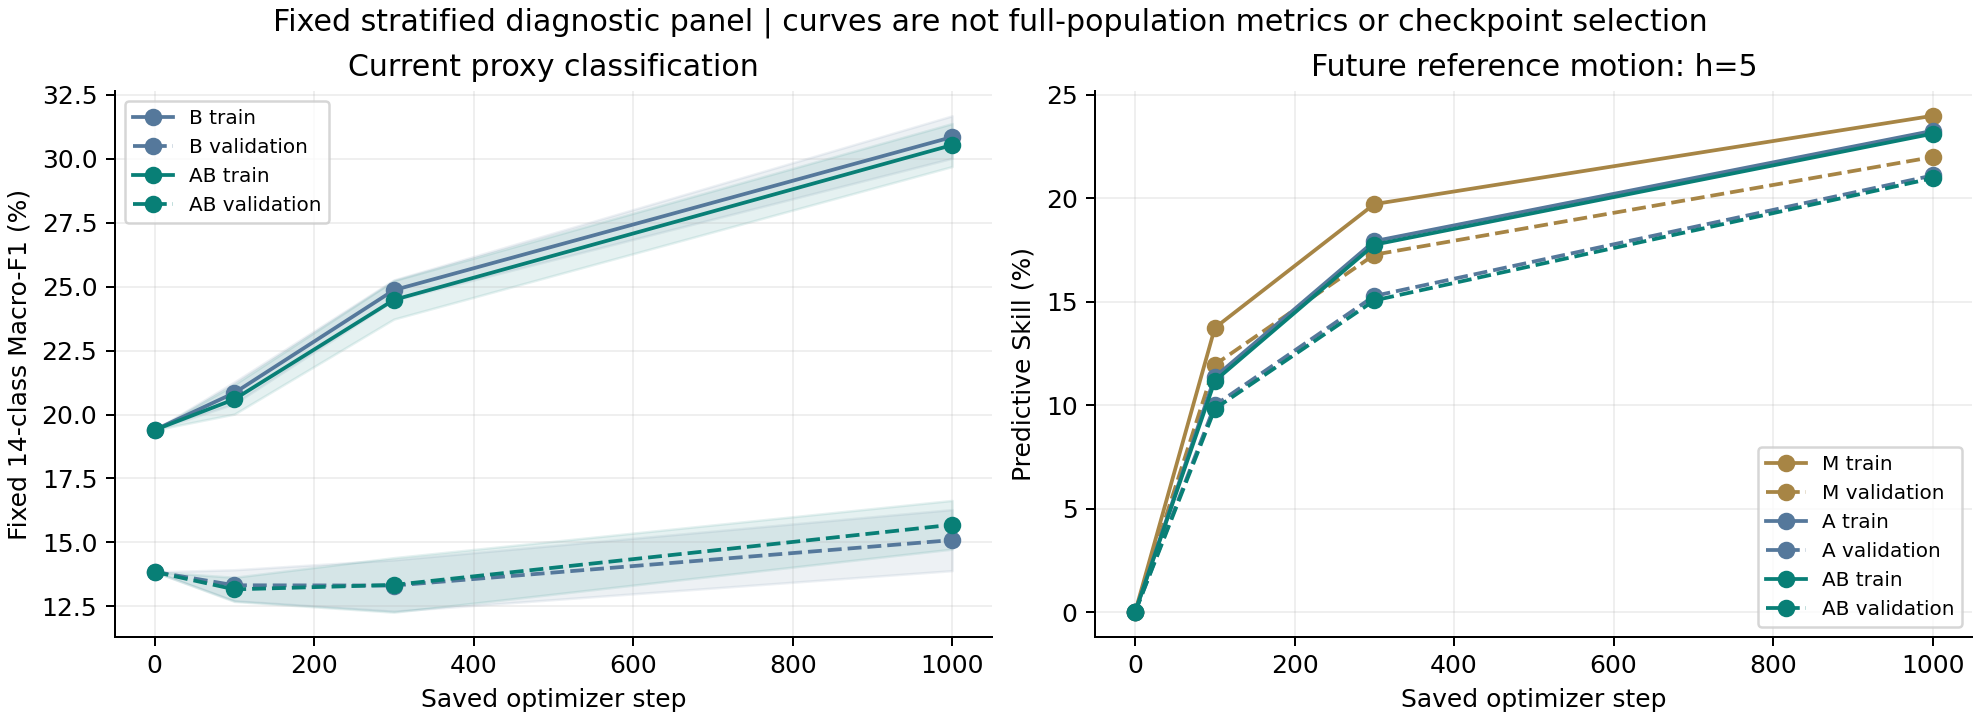 Fixed stratified diagnostic panel | curves are not full-population metrics or checkpoint selection
Current proxy classification
Fixed 14-class Macro-F1 (%)
32.5
30.0
27.5
25.0
22.5
20.0
17.5
15.0
12.5
B train
B validation
AB train
AB validation
0 200 400 600 800 1000
Saved optimizer step
Future reference motion: h=5
Predictive Skill (%)
25
20
15
10
5
0
M train
M validation
A train
A validation
AB train
AB validation
0 200 400 600 800 1000
Saved optimizer step